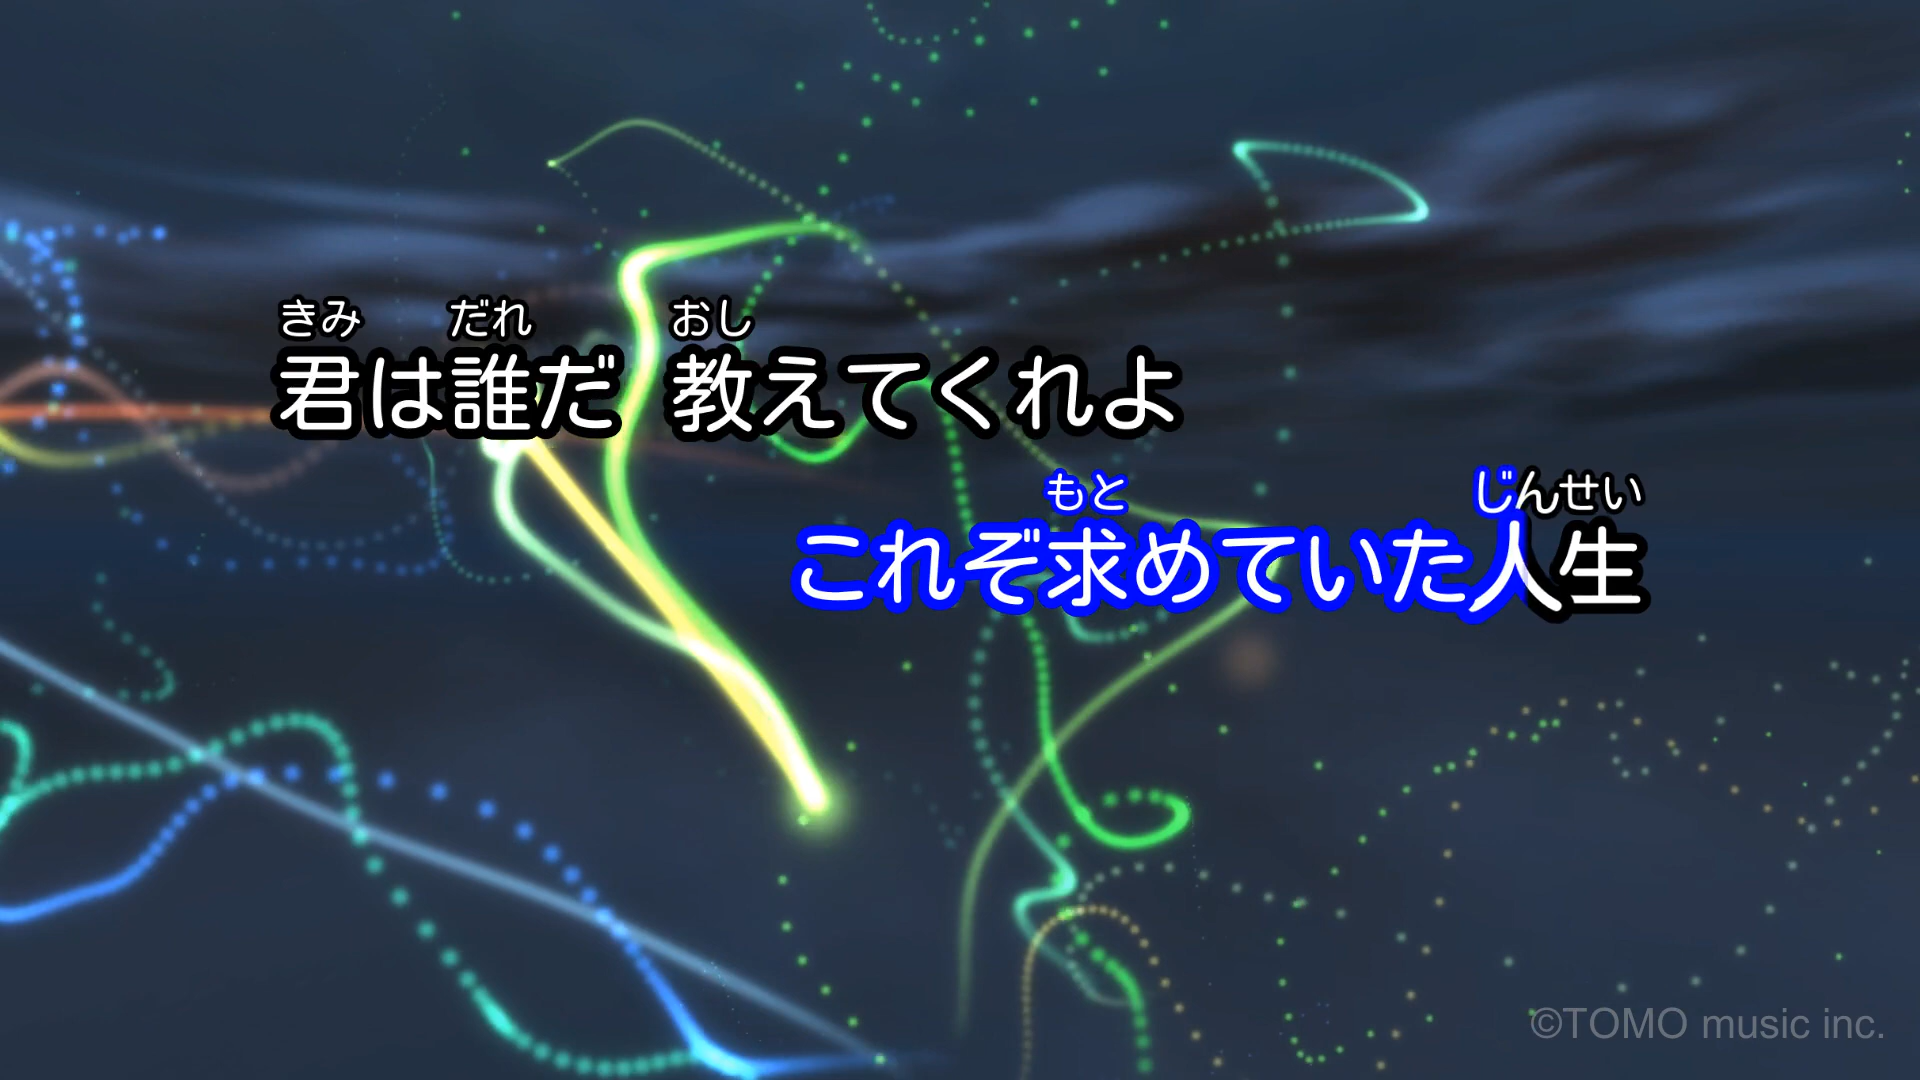 きみ だれ おし
君は誰だ 教えてくれよ
もと じんせい
これぞ求めていた人生
©TOMO music inc.